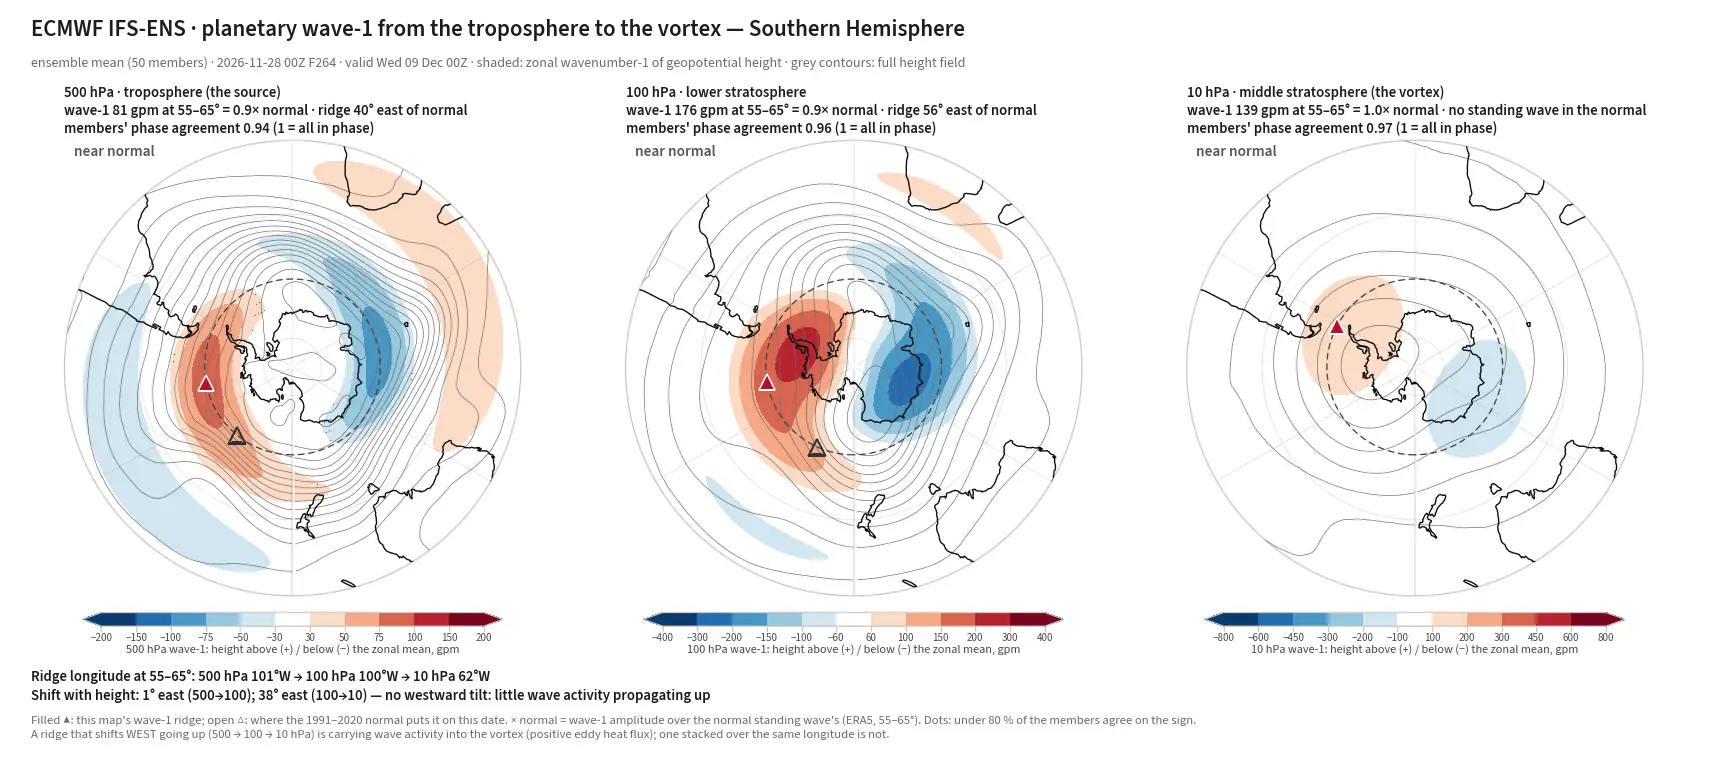 ECMWF IFS-ENS · planetary wave-1 from the troposphere to the vortex — Southern Hemisphere
ensemble mean (50 members) · 2026-11-28 00Z F264 · valid Wed 09 Dec 00Z · shaded: zonal wavenumber-1 of geopotential height · grey contours: full height field
500 hPa · troposphere (the source)
wave-1 81 gpm at 55–65° = 0.9× normal · ridge 40° east of normal
members' phase agreement 0.94 (1 = all in phase)
near normal
100 hPa · lower stratosphere
wave-1 176 gpm at 55–65° = 0.9× normal · ridge 56° east of normal
members' phase agreement 0.96 (1 = all in phase)
near normal
10 hPa · middle stratosphere (the vortex)
wave-1 139 gpm at 55–65° = 1.0× normal · no standing wave in the normal
members' phase agreement 0.97 (1 = all in phase)
near normal
−200 −150 −100 −75 −50 −30 30 50 75 100 150 200
500 hPa wave-1: height above (+) / below (−) the zonal mean, gpm
−400 −300 −200 −150 −100 −60 60 100 150 200 300 400
100 hPa wave-1: height above (+) / below (−) the zonal mean, gpm
−800 −600 −450 −300 −200 −100 100 200 300 450 600 800
10 hPa wave-1: height above (+) / below (−) the zonal mean, gpm
Ridge longitude at 55–65°: 500 hPa 101°W → 100 hPa 100°W → 10 hPa 62°W
Shift with height: 1° east (500→100); 38° east (100→10) — no westward tilt: little wave activity propagating up
Filled ▲: this map's wave-1 ridge; open △: where the 1991–2020 normal puts it on this date. × normal = wave-1 amplitude over the normal standing wave's (ERA5, 55–65°). Dots: under 80 % of the members agree on the sign.
A ridge that shifts WEST going up (500 → 100 → 10 hPa) is carrying wave activity into the vortex (positive eddy heat flux); one stacked over the same longitude is not.